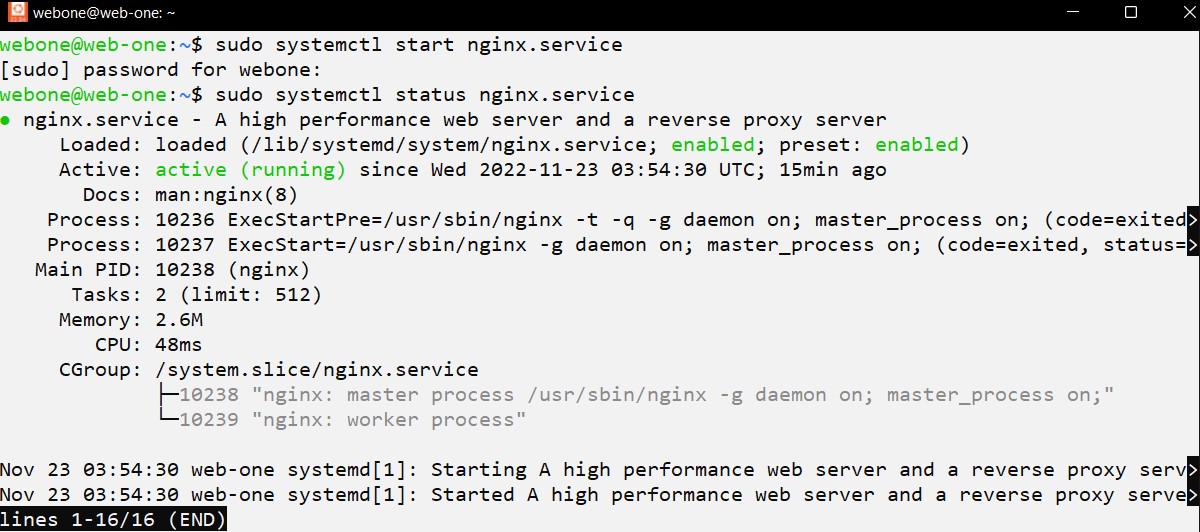 webone@web-one: ~
webone@web-one:~$ sudo systemctl start nginx.service
[sudo] password for webone:
webone@web-one:~$ sudo systemctl status nginx.service
● nginx.service - A high performance web server and a reverse proxy server
     Loaded: loaded (/lib/systemd/system/nginx.service; enabled; preset: enabled)
     Active: active (running) since Wed 2022-11-23 03:54:30 UTC; 15min ago
       Docs: man:nginx(8)
    Process: 10236 ExecStartPre=/usr/sbin/nginx -t -q -g daemon on; master_process on; (code=exited>
    Process: 10237 ExecStart=/usr/sbin/nginx -g daemon on; master_process on; (code=exited, status=>
   Main PID: 10238 (nginx)
      Tasks: 2 (limit: 512)
     Memory: 2.6M
        CPU: 48ms
     CGroup: /system.slice/nginx.service
             ├─10238 "nginx: master process /usr/sbin/nginx -g daemon on; master_process on;"
             └─10239 "nginx: worker process"

Nov 23 03:54:30 web-one systemd[1]: Starting A high performance web server and a reverse proxy serv>
Nov 23 03:54:30 web-one systemd[1]: Started A high performance web server and a reverse proxy serve>
lines 1-16/16 (END)